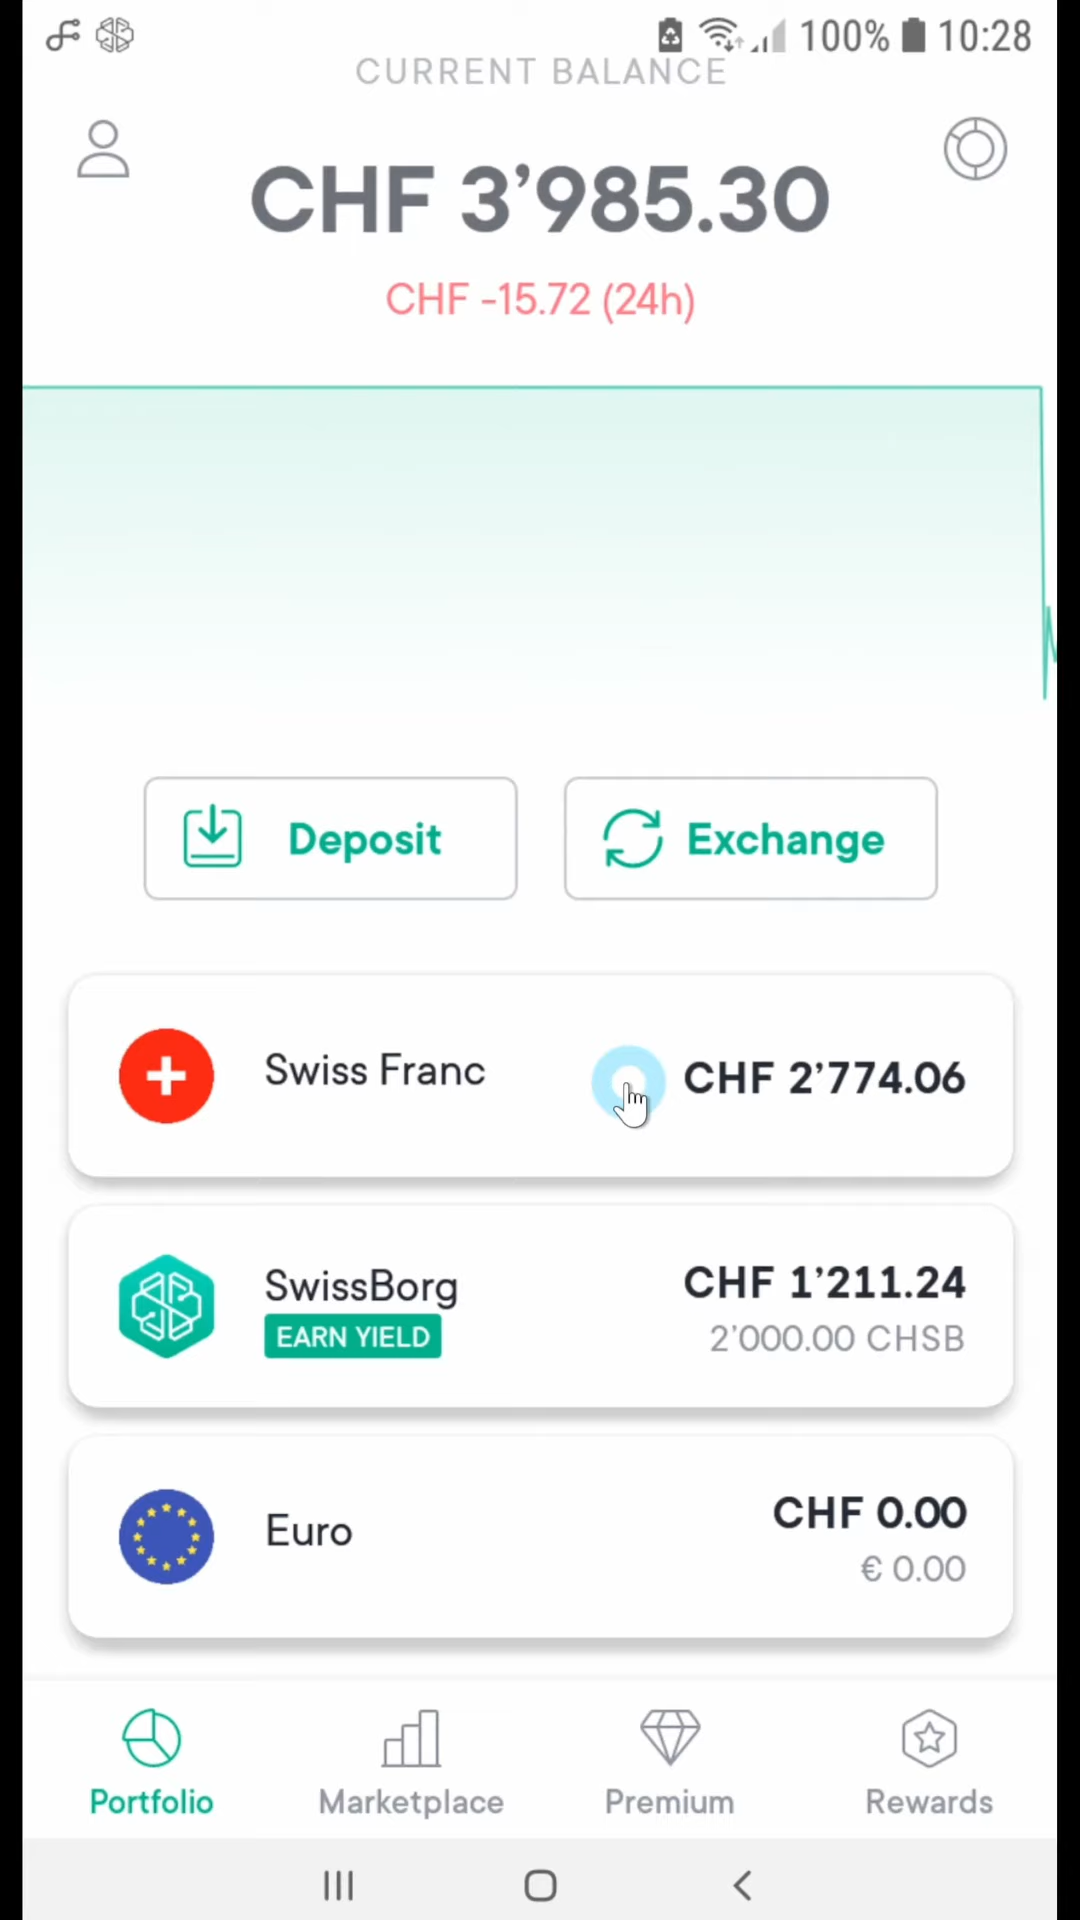 100% 10:28
CURRENT BALANCE
CHF 3’985.30
CHF -15.72 (24h)
Deposit
Exchange
Swiss Franc
CHF 2’774.06
SwissBorg
CHF 1’211.24
EARN YIELD
2’000.00 CHSB
Euro
CHF 0.00
€ 0.00
Portfolio
Marketplace
Premium
Rewards